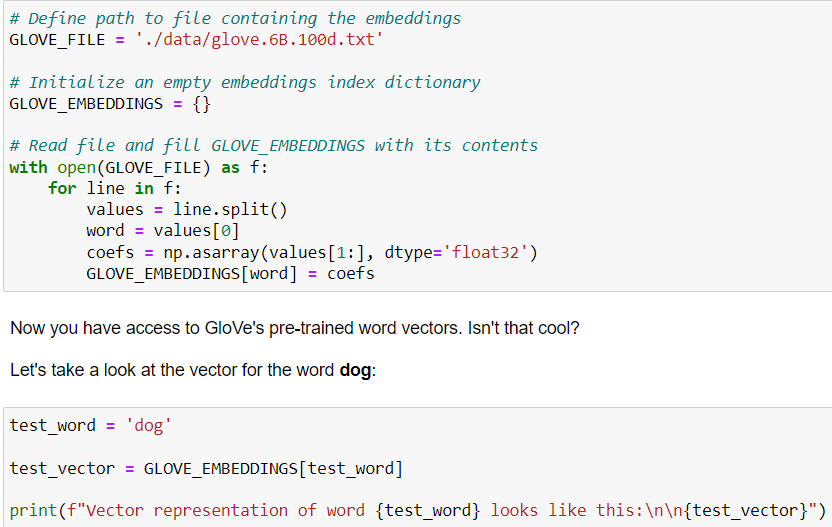 # Define path to file containing the embeddings
GLOVE_FILE = './data/glove.6B.100d.txt'
# Initialize an empty embeddings index dictionary
GLOVE_EMBEDDINGS = {}
# Read file and fill GLOVE_EMBEDDINGS with its contents
with open(GLOVE_FILE) as f:
    for line in f:
        values = line.split()
        word = values[0]
        coefs = np.asarray(values[1:], dtype='float32')
        GLOVE_EMBEDDINGS[word] = coefs
Now you have access to GloVe's pre-trained word vectors. Isn't that cool?
Let's take a look at the vector for the word dog:
test_word = 'dog'
test_vector = GLOVE_EMBEDDINGS[test_word]
print(f"Vector representation of word {test_word} looks like this:\n\n{test_vector}")